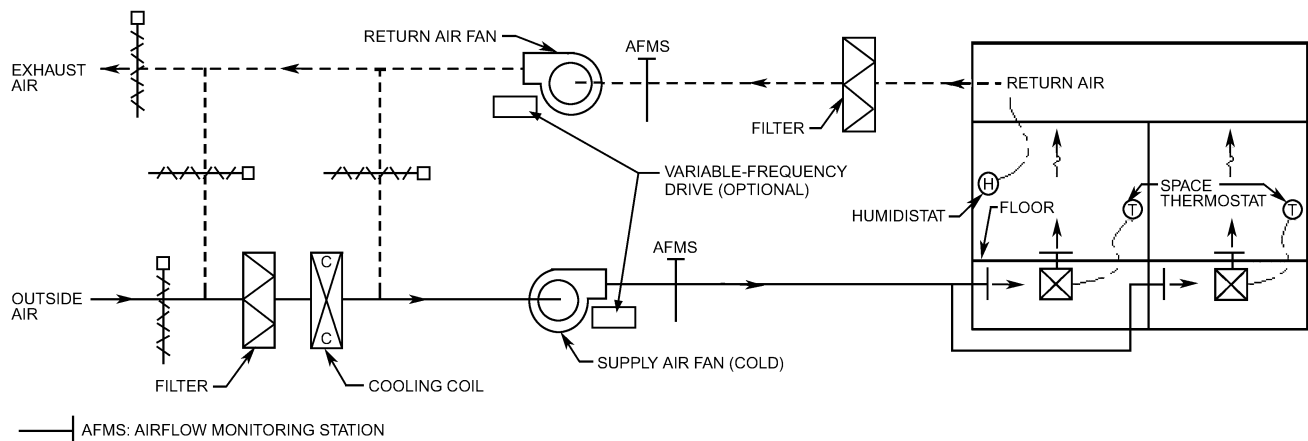 RETURN AIR FAN
AFMS
EXHAUST
AIR
RETURN AIR
FILTER
VARIABLE-FREQUENCY
DRIVE (OPTIONAL)
H
HUMIDISTAT
FLOOR
T
SPACE
THERMOSTAT
T
AFMS
C
OUTSIDE
AIR
C
FILTER
COOLING COIL
SUPPLY AIR FAN (COLD)
AFMS: AIRFLOW MONITORING STATION